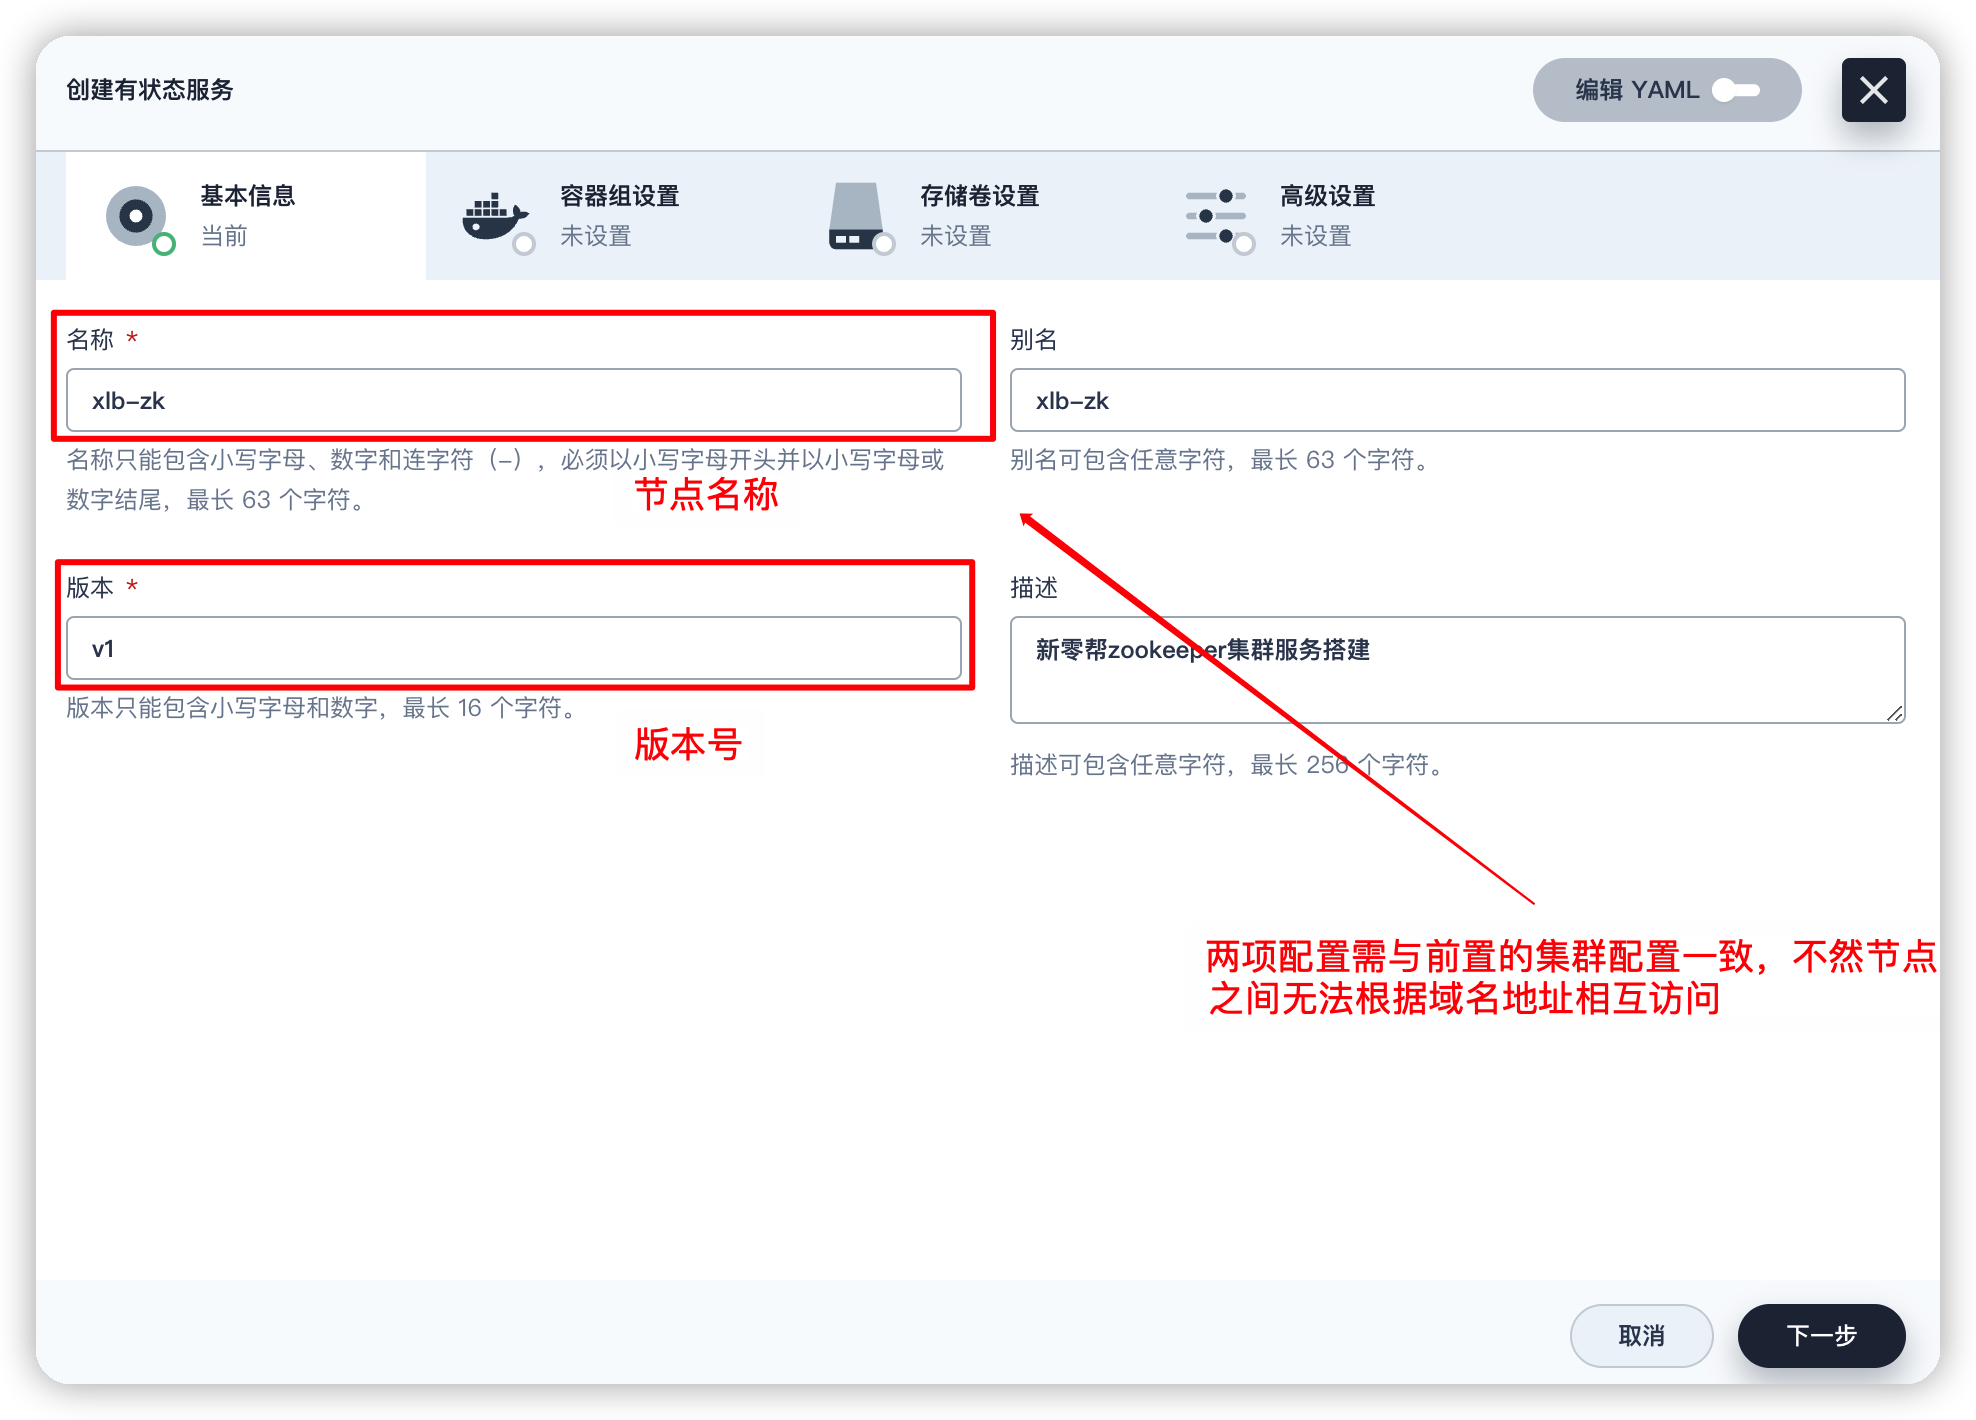 创建有状态服务
编辑 YAML
基本信息
当前
容器组设置
未设置
存储卷设置
未设置
高级设置
未设置
名称 *
xlb-zk
名称只能包含小写字母、数字和连字符（-），必须以小写字母开头并以小写字母或
数字结尾，最长 63 个字符。
节点名称
别名
xlb-zk
别名可包含任意字符，最长 63 个字符。
版本 *
v1
版本只能包含小写字母和数字，最长 16 个字符。
版本号
描述
新零帮zookeeper集群服务搭建
描述可包含任意字符，最长 256 个字符。
两项配置需与前置的集群配置一致，不然节点
之间无法根据域名地址相互访问
取消
下一步